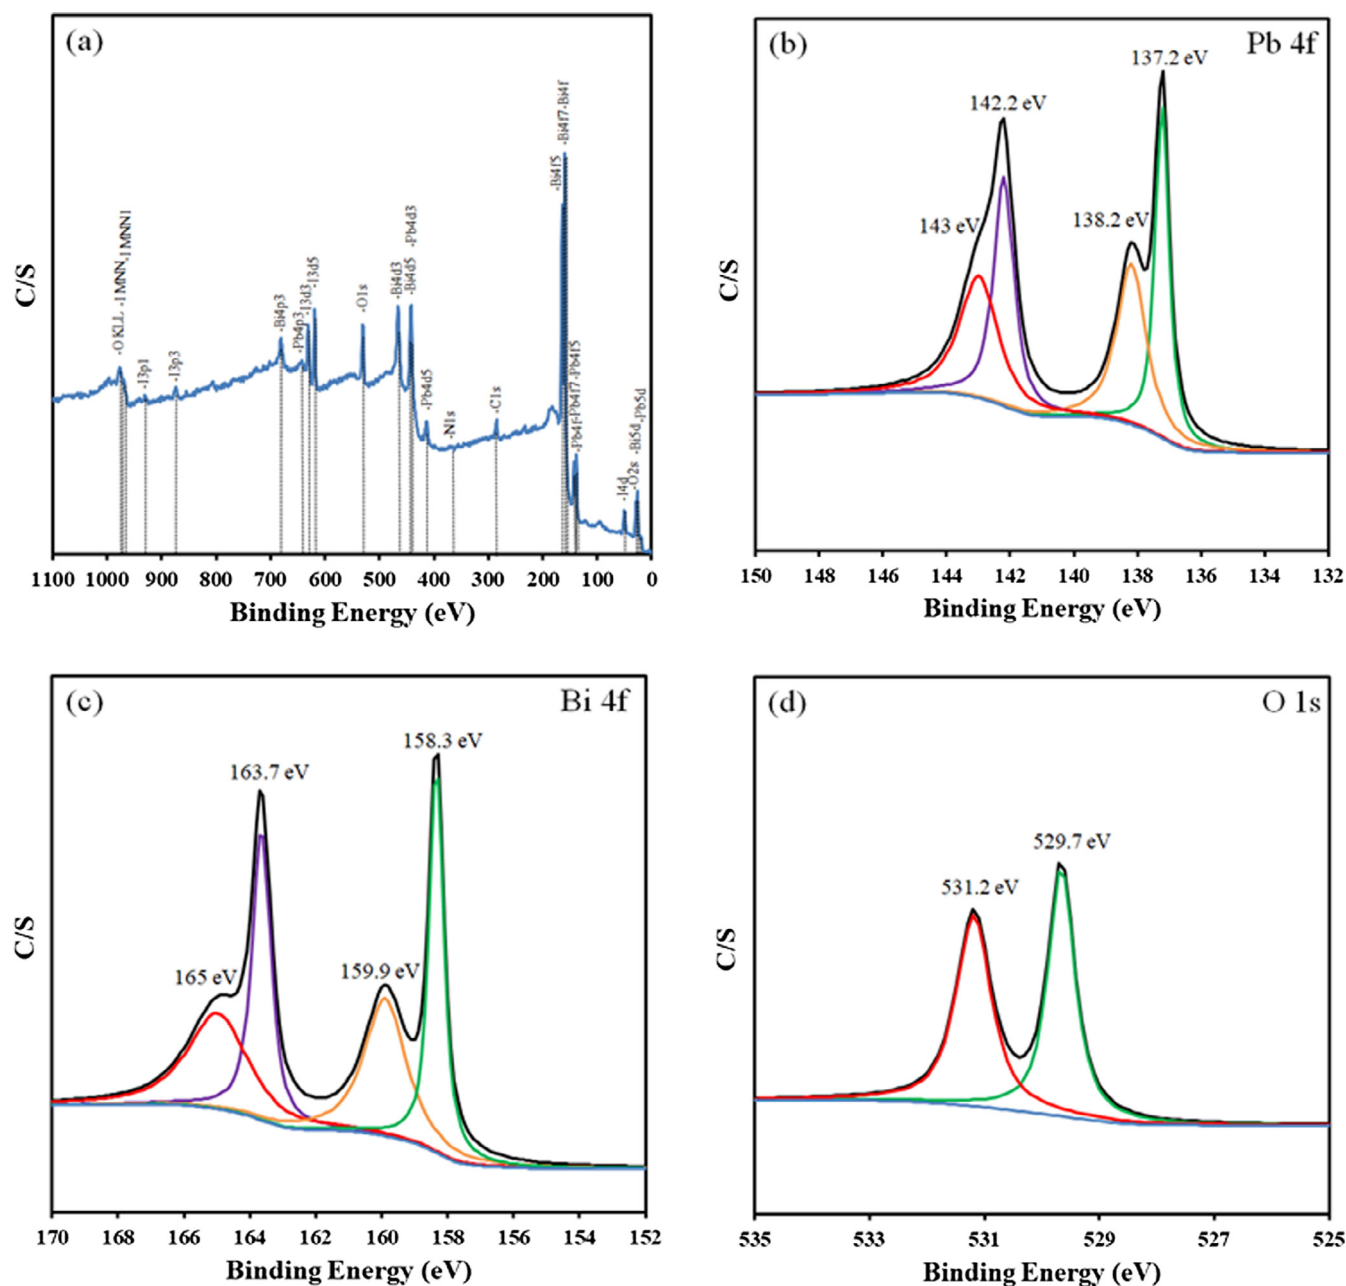 (a)
C/S
-O KLL
-I MNN
-I MNN1
-I3p1
-I3p3
-Bi4p3
-Pb4p3
-I3d3
-I3d5
-O1s
-Bi4d3
-Bi4d5
-Pb4d3
-Pb4d5
-N1s
-C1s
-Bi4f5
-Bi4f7
-Bi4f
-Pb4f
-Pb4f7
-Pb4f5
-I4d
-O2s
-Bi5d
-Pb5d
1100 1000 900 800 700 600 500 400 300 200 100 0
Binding Energy (eV)
(b)
Pb 4f
137.2 eV
142.2 eV
143 eV
138.2 eV
C/S
150 148 146 144 142 140 138 136 134 132
Binding Energy (eV)
(c)
Bi 4f
158.3 eV
163.7 eV
165 eV
159.9 eV
C/S
170 168 166 164 162 160 158 156 154 152
Binding Energy (eV)
(d)
O 1s
529.7 eV
531.2 eV
C/S
535 533 531 529 527 525
Binding Energy (eV)